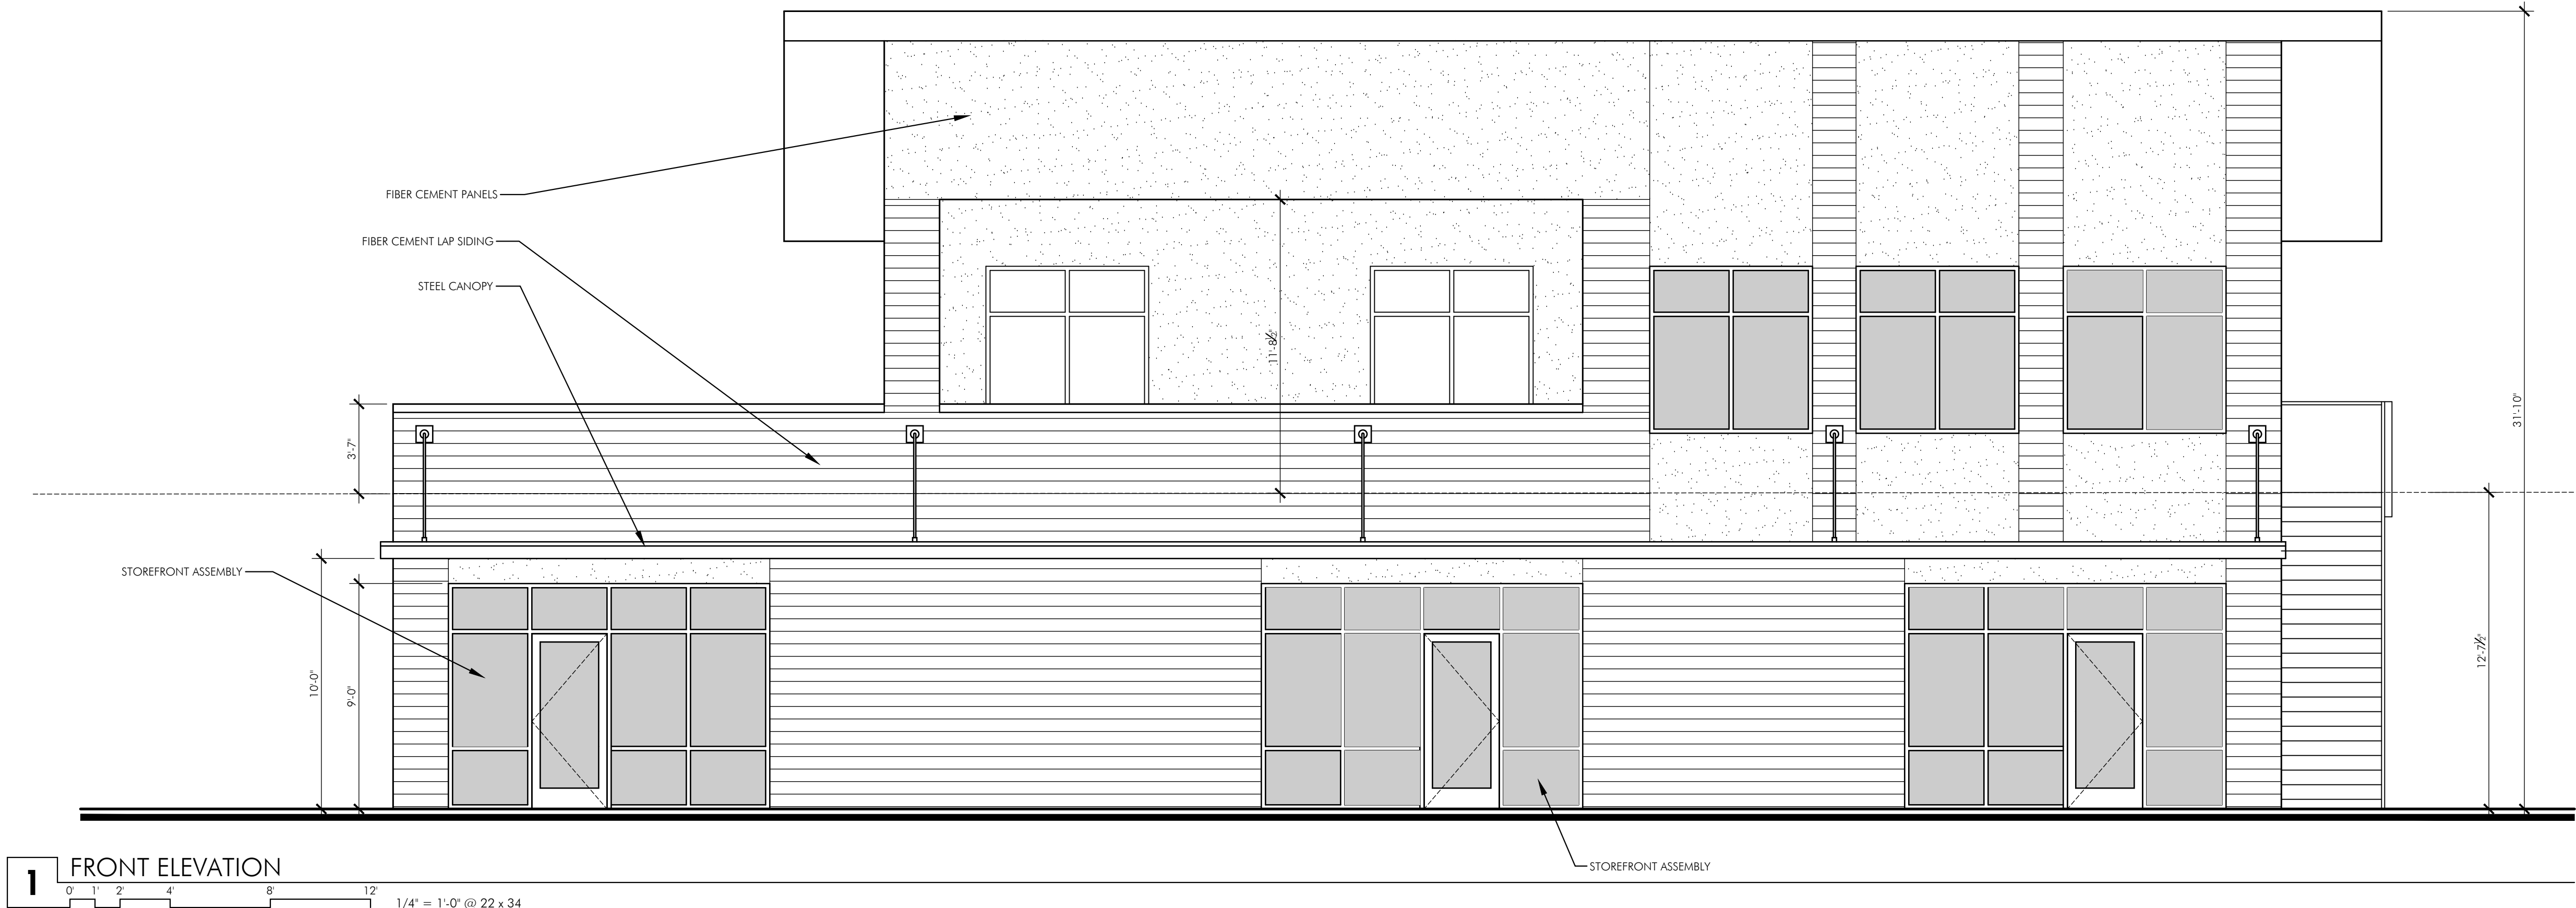 FIBER CEMENT PANELS
FIBER CEMENT LAP SIDING
STEEL CANOPY
11'-8½"
31'-10"
3'-7"
STOREFRONT ASSEMBLY
10'-0"
9'-0"
12'-7½"
STOREFRONT ASSEMBLY
1 FRONT ELEVATION
0' 1' 2' 4' 8' 12'
1/4" = 1'-0" @ 22 x 34